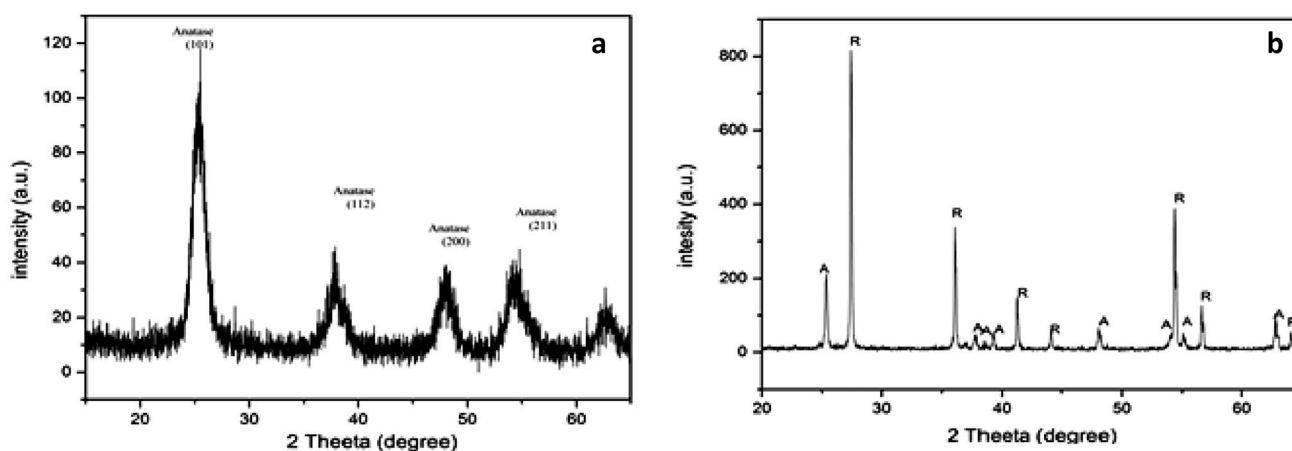 a
Anatase
(101)
Anatase
(112)
Anatase
(200)
Anatase
(211)
120
100
80
60
40
20
0
intensity (a.u.)
20 30 40 50 60
2 Theeta (degree)
b
R
A
R
A
A
A
R
R
A
A
R
A
R
A
R
800
600
400
200
0
intesity (a.u.)
20 30 40 50 60
2 Theeta (degree)